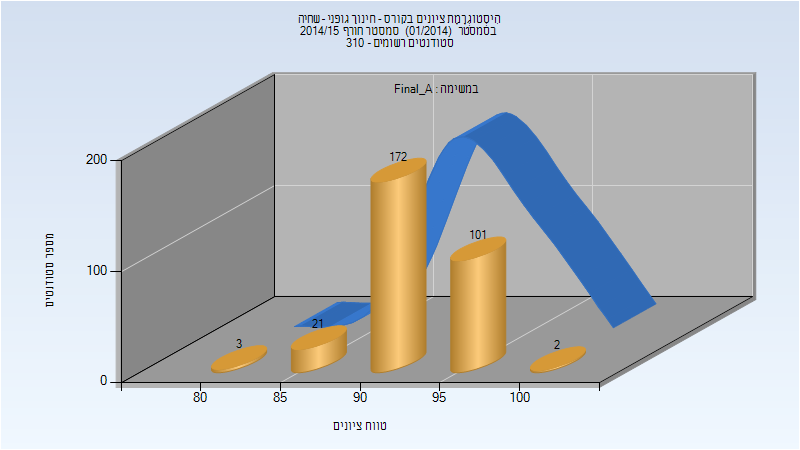 היסטוגרמת ציונים בקורס - חינוך גופני - שחיה
בסמסטר (01/2014) סמסטר חורף 2014/15
סטודנטים רשומים - 310
במשימה : Final_A
172
101
21
3
2
200
100
0
80
85
90
95
100
מספר סטודנטים
טווח ציונים